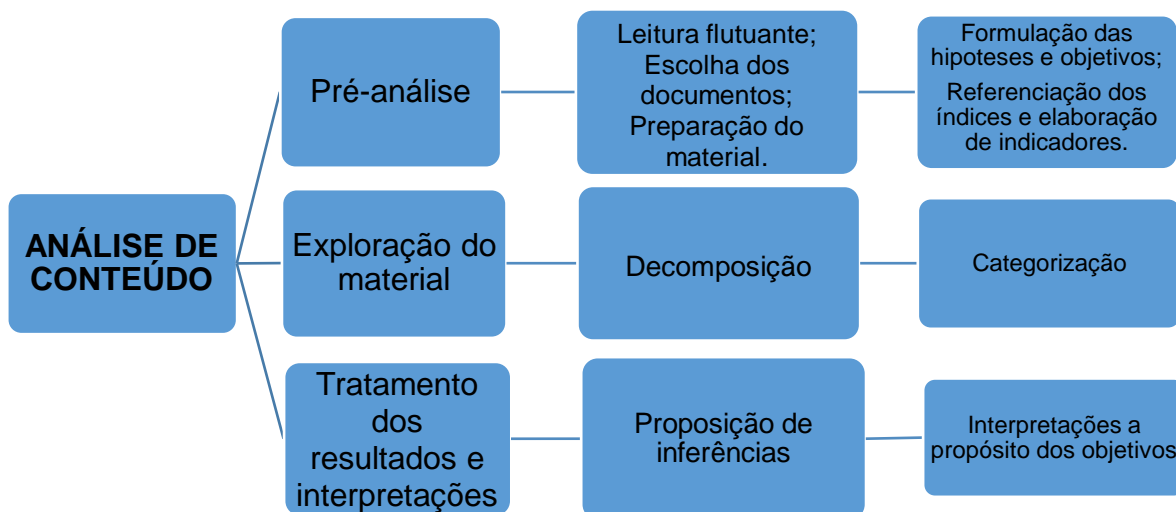 ANÁLISE DE
CONTEÚDO
Pré-análise
Leitura flutuante;
Escolha dos
documentos;
Preparação do
material.
Formulação das
hipoteses e objetivos;
Referenciação dos
índices e elaboração
de indicadores.
Exploração do
material
Decomposição
Categorização
Tratamento
dos
resultados e
interpretações
Proposição de
inferências
Interpretações a
propósito dos objetivos